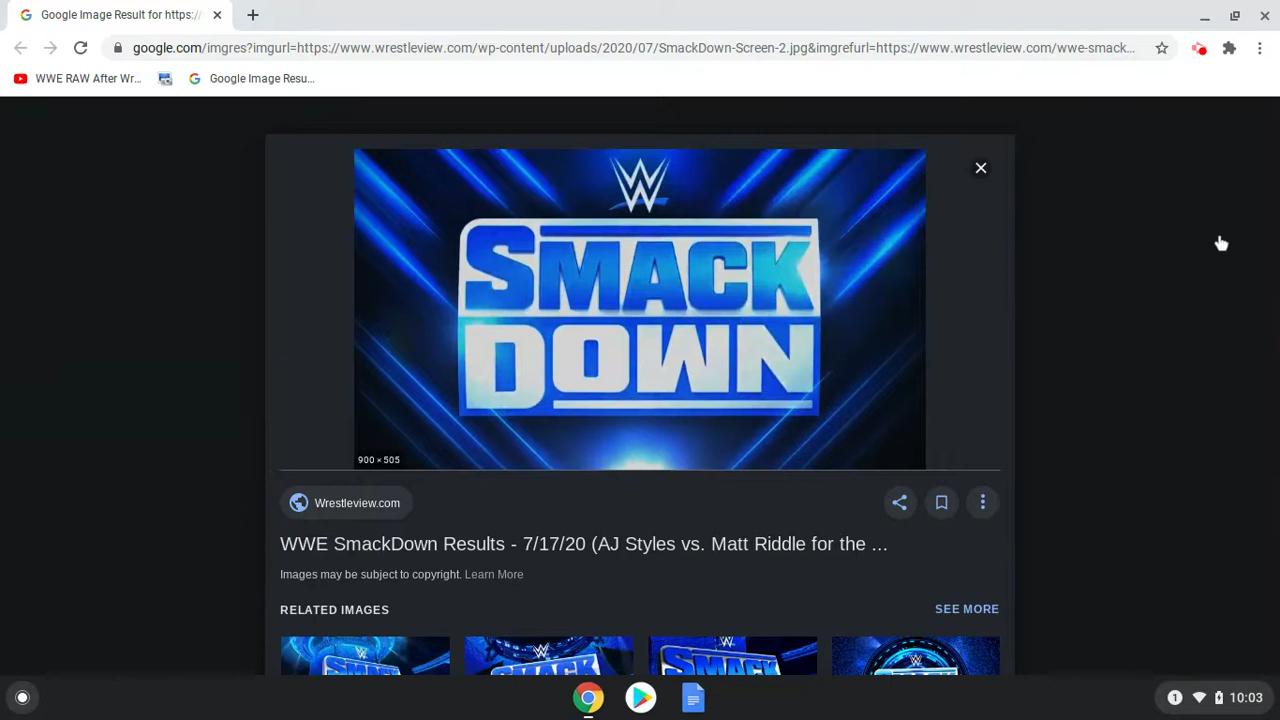 Google Image Result for https://
google.com/imgres?imgurl=https://www.wrestleview.com/wp-content/uploads/2020/07/SmackDown-Screen-2.jpg&imgrefurl=https://www.wrestleview.com/wwe-smack...
WWE RAW After Wr...
Google Image Resu...
W
SMACK
DOWN
900 × 505
Wrestleview.com
WWE SmackDown Results - 7/17/20 (AJ Styles vs. Matt Riddle for the ...
Images may be subject to copyright. Learn More
RELATED IMAGES
SEE MORE
SMACK
SMACK
1
10:03